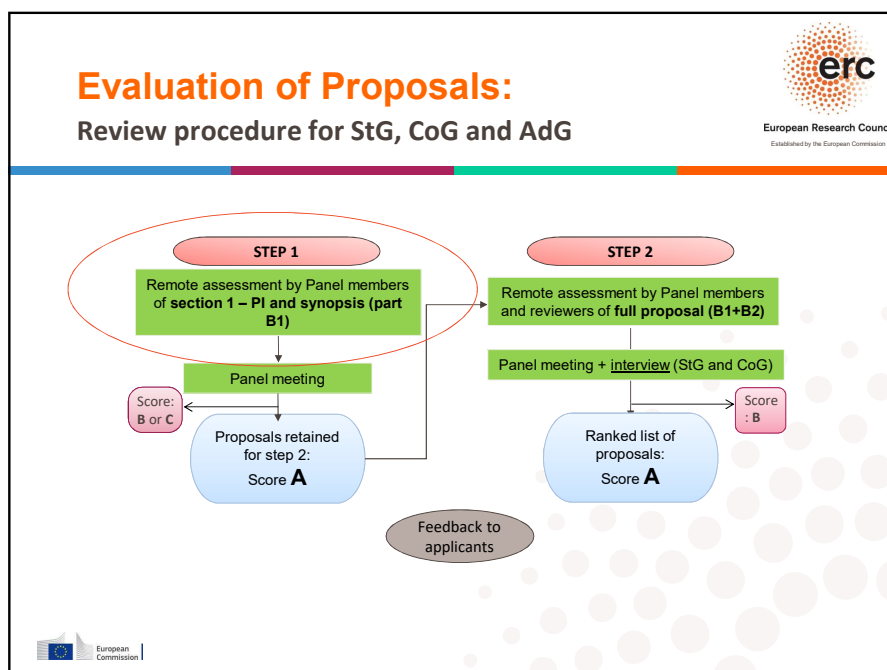 Evaluation of Proposals:
Review procedure for StG, CoG and AdG
erc
European Research Counc
Established by the European Commission
STEP 1
Remote assessment by Panel members
of section 1 – PI and synopsis (part
B1)
Panel meeting
Score:
B or C
Proposals retained
for step 2:
Score A
STEP 2
Remote assessment by Panel members
and reviewers of full proposal (B1+B2)
Panel meeting + interview (StG and CoG)
Score
: B
Ranked list of
proposals:
Score A
Feedback to
applicants
European
Commission